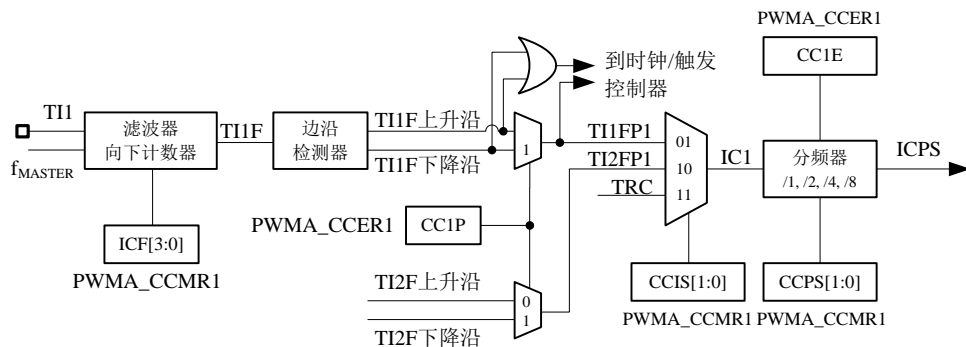 PWMA_CCER1
CC1E
到时钟/触发
控制器
TI1
f_MASTER
滤波器
向下计数器
TI1F
边沿
检测器
TI1F上升沿
TI1F下降沿
1
TI1FP1
TI2FP1
TRC
01
10
11
IC1
分频器
/1, /2, /4, /8
ICPS
PWMA_CCER1
CC1P
ICF[3:0]
PWMA_CCMR1
TI2F上升沿
TI2F下降沿
0
1
CCIS[1:0]
PWMA_CCMR1
CCPS[1:0]
PWMA_CCMR1